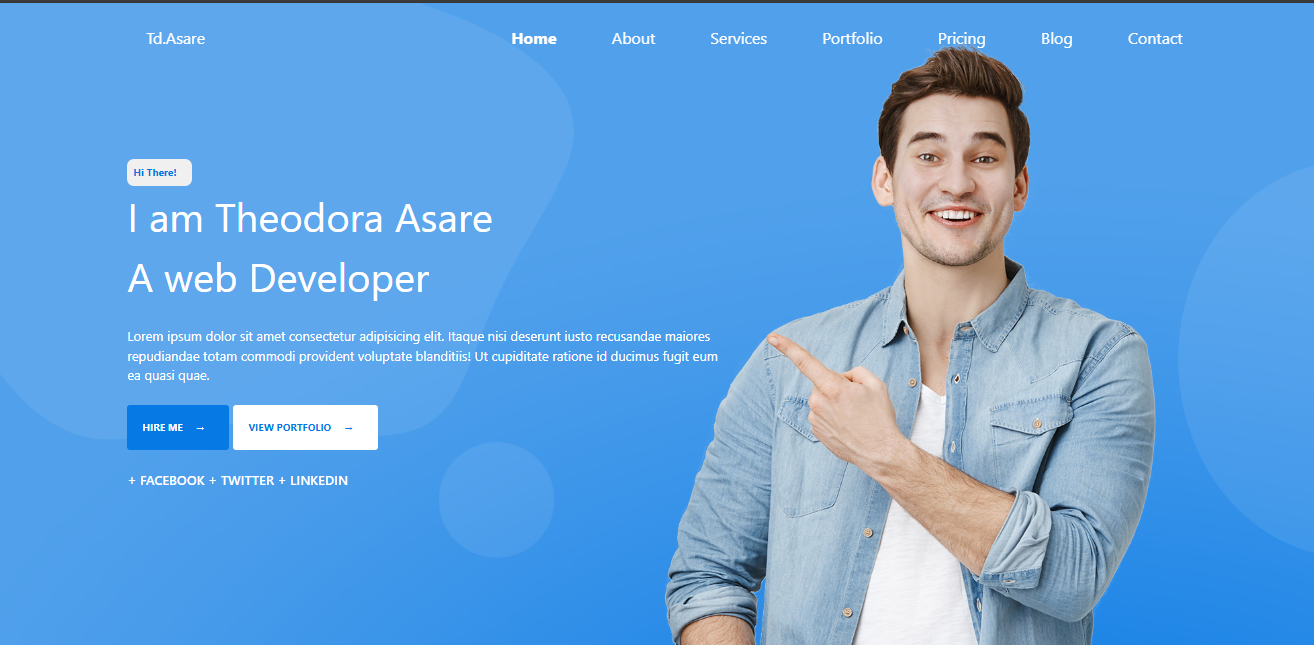 Td.Asare Home About Services Portfolio Pricing Blog Contact
Hi There!
I am Theodora Asare
A web Developer
Lorem ipsum dolor sit amet consectetur adipisicing elit. Itaque nisi deserunt iusto recusandae maiores
repudiandae totam commodi provident voluptate blanditiis! Ut cupiditate ratione id ducimus fugit eum
ea quasi quae.
HIRE ME → VIEW PORTFOLIO →
+ FACEBOOK + TWITTER + LINKEDIN